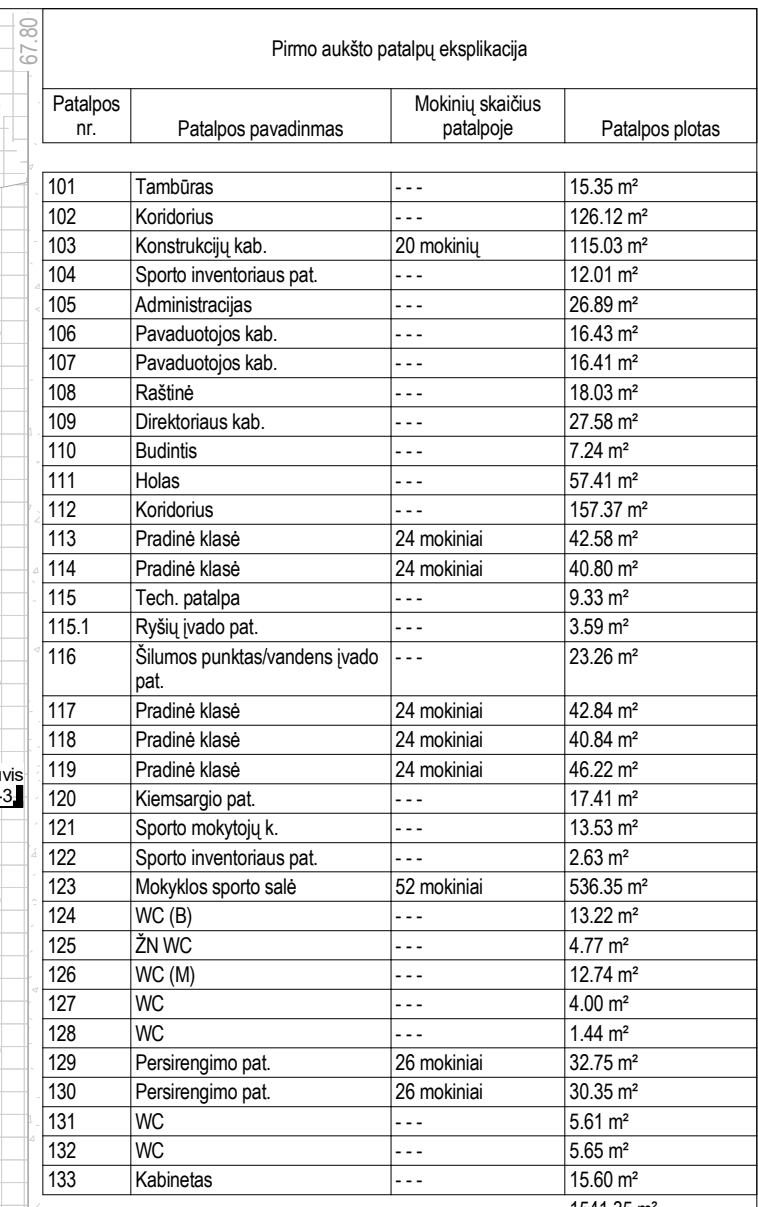 67.80
Pirmo aukšto patalpų eksplikacija
Patalpos nr. Patalpos pavadinmas Mokinių skaičius patalpoje Patalpos plotas
101 Tambūras - - - 15.35 m²
102 Koridorius - - - 126.12 m²
103 Konstrukcijų kab. 20 mokinių 115.03 m²
104 Sporto inventoriaus pat. - - - 12.01 m²
105 Administracijas - - - 26.89 m²
106 Pavaduotojos kab. - - - 16.43 m²
107 Pavaduotojos kab. - - - 16.41 m²
108 Raštinė - - - 18.03 m²
109 Direktoriaus kab. - - - 27.58 m²
110 Budintis - - - 7.24 m²
111 Holas - - - 57.41 m²
112 Koridorius - - - 157.37 m²
113 Pradinė klasė 24 mokiniai 42.58 m²
114 Pradinė klasė 24 mokiniai 40.80 m²
115 Tech. patalpa - - - 9.33 m²
115.1 Ryšių įvado pat. - - - 3.59 m²
116 Šilumos punktas/vandens įvado pat. - - - 23.26 m²
117 Pradinė klasė 24 mokiniai 42.84 m²
118 Pradinė klasė 24 mokiniai 40.84 m²
119 Pradinė klasė 24 mokiniai 46.22 m²
120 Kiemsargio pat. - - - 17.41 m²
121 Sporto mokytojų k. - - - 13.53 m²
122 Sporto inventoriaus pat. - - - 2.63 m²
123 Mokyklos sporto salė 52 mokiniai 536.35 m²
124 WC (B) - - - 13.22 m²
125 ŽN WC - - - 4.77 m²
126 WC (M) - - - 12.74 m²
127 WC - - - 4.00 m²
128 WC - - - 1.44 m²
129 Persirengimo pat. 26 mokiniai 32.75 m²
130 Persirengimo pat. 26 mokiniai 30.35 m²
131 WC - - - 5.61 m²
132 WC - - - 5.65 m²
133 Kabinetas - - - 15.60 m²